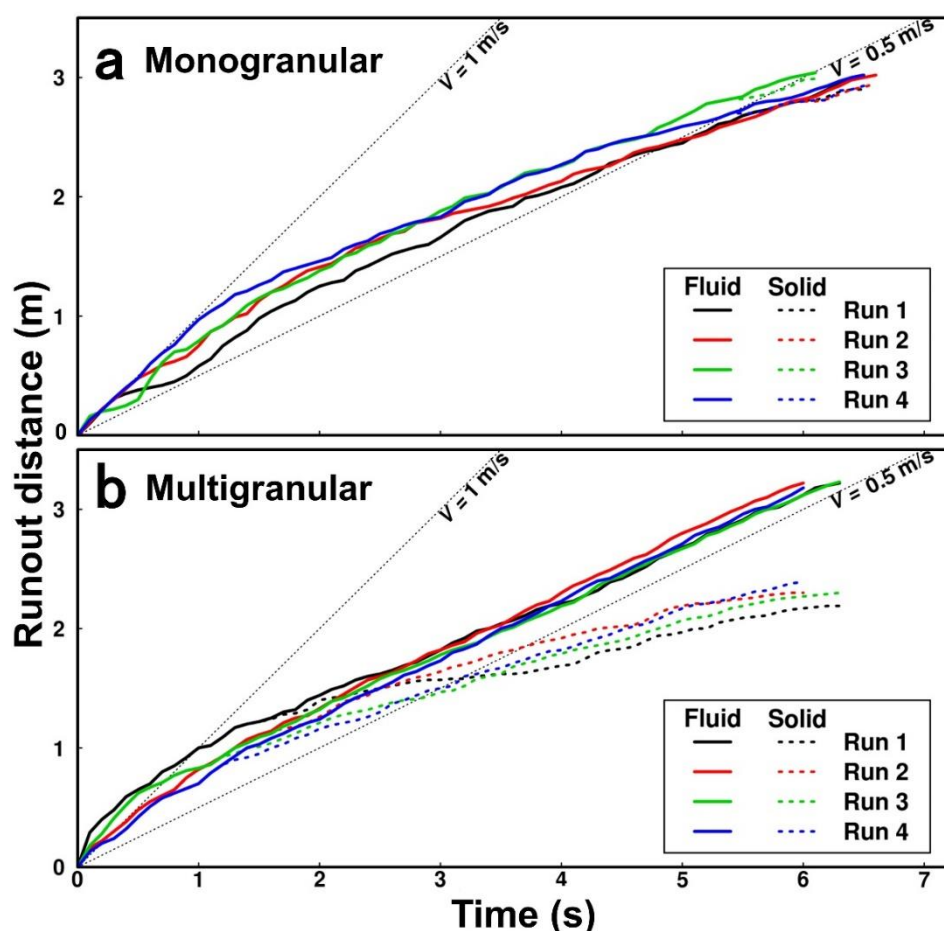 a Monogranular
V = 1 m/s
V = 0.5 m/s
3
2
1
0
Fluid Solid
Run 1
Run 2
Run 3
Run 4
Runout distance (m)
b Multigranular
V = 1 m/s
V = 0.5 m/s
3
2
1
0
Fluid Solid
Run 1
Run 2
Run 3
Run 4
0 1 2 3 4 5 6 7
Time (s)